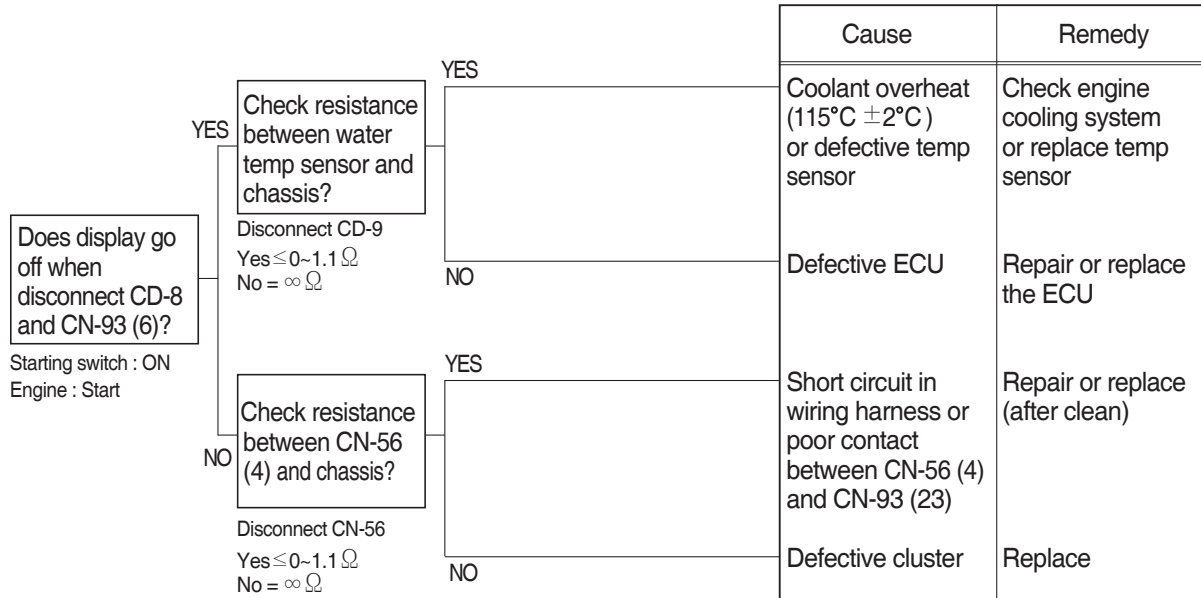 Cause
Remedy
YES
YES
Check resistance
between water
temp sensor and
chassis?
Disconnect CD-9
Yes≤0~1.1 Ω
No = ∞ Ω
Coolant overheat
(115°C ±2°C )
or defective temp
sensor
Check engine
cooling system
or replace temp
sensor
Does display go
off when
disconnect CD-8
and CN-93 (6)?
Starting switch : ON
Engine : Start
NO
Defective ECU
Repair or replace
the ECU
YES
NO
Check resistance
between CN-56
(4) and chassis?
Disconnect CN-56
Yes≤0~1.1 Ω
No = ∞ Ω
Short circuit in
wiring harness or
poor contact
between CN-56 (4)
and CN-93 (23)
Repair or replace
(after clean)
NO
Defective cluster
Replace